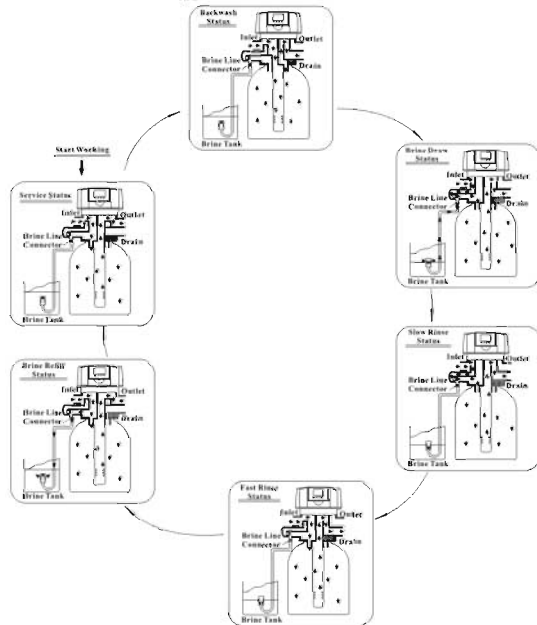 Backwash
Status
Inlet
Outlet
Brine Line
Connector
Drain
Brine Tank
Start Working
Service Status
Inlet
Outlet
Brine Line
Connector
Drain
Brine Tank
Brine Draw
Status
Inlet
Outlet
Brine Line
Connector
Drain
Brine Tank
Brine Refill
Status
Inlet
Outlet
Brine Line
Connector
Drain
Brine Tank
Slow Rinse
Status
Inlet
Outlet
Brine Line
Connector
Drain
Brine Tank
Fast Rinse
Status
Inlet
Outlet
Brine Line
Connector
Drain
Brine Tank